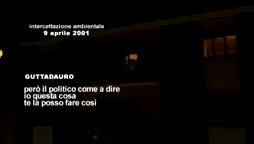 intercettazione ambientale
9 aprile 2001
GUTTADAURO
però il politico come a dire
io questa cosa
te la posso fare così